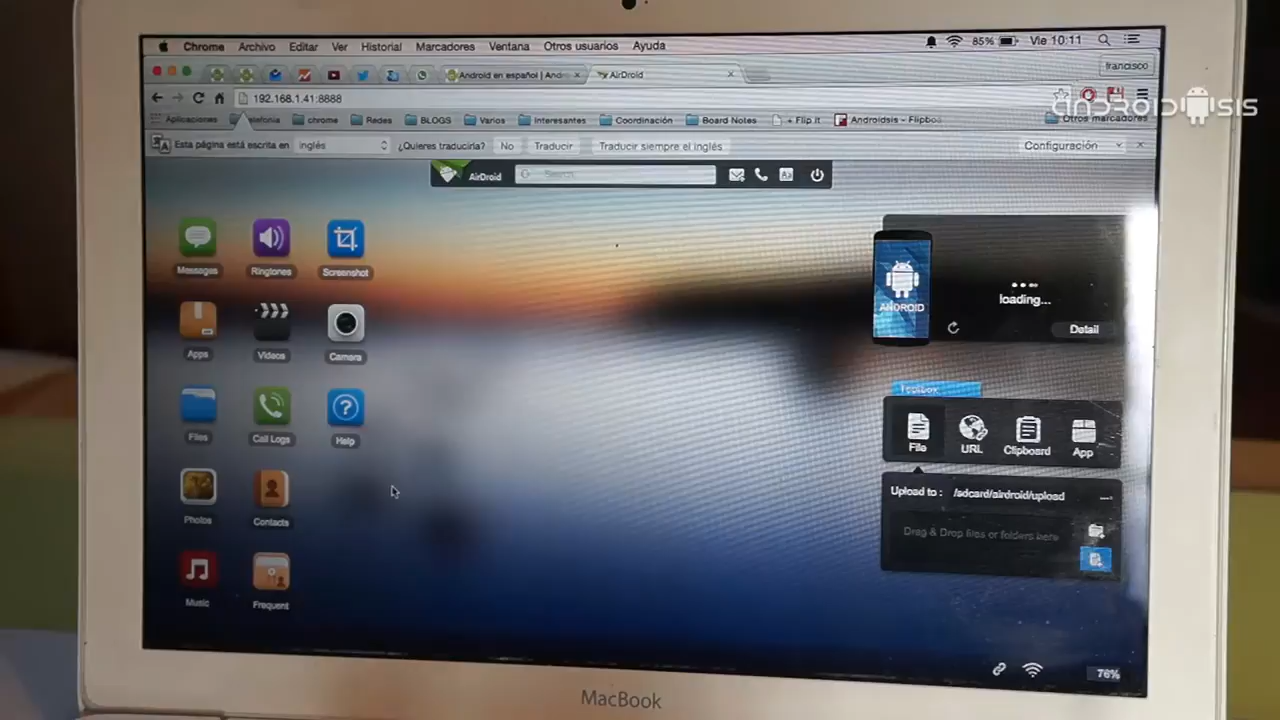 Chrome Archivo Editar Ver Historial Marcadores Ventana Otros usuarios Ayuda 85% Vie 10:11
Android en español | Andro AirDroid francisco
192.168.1.41:8888
ANDROIDSIS
Aplicaciones chrome Redes BLOGS Varios Interesantes Coordinación Board Notes + Flip It Androidsis - Flipbo Otros marcadores
Esta página está escrita en inglés ¿Quieres traducirla? No Traducir Traducir siempre el inglés Configuración
AirDroid Search
Messages Ringtones Screenshot
ANDROID
loading...
Detail
Apps Videos Camera
Toolbox
Files Call Logs Help
File URL Clipboard App
Upload to : /sdcard/airdroid/upload ...
Drag & Drop files or folders here
Photos Contacts
Music Frequent
76%
MacBook